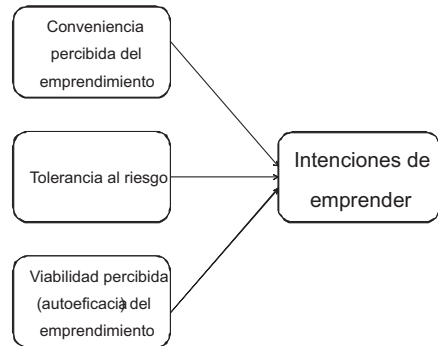 Conveniencia
percibida del
emprendimiento
Tolerancia al riesgo
Intenciones de
emprender
Viabilidad percibida
(autoeficacia) del
emprendimiento